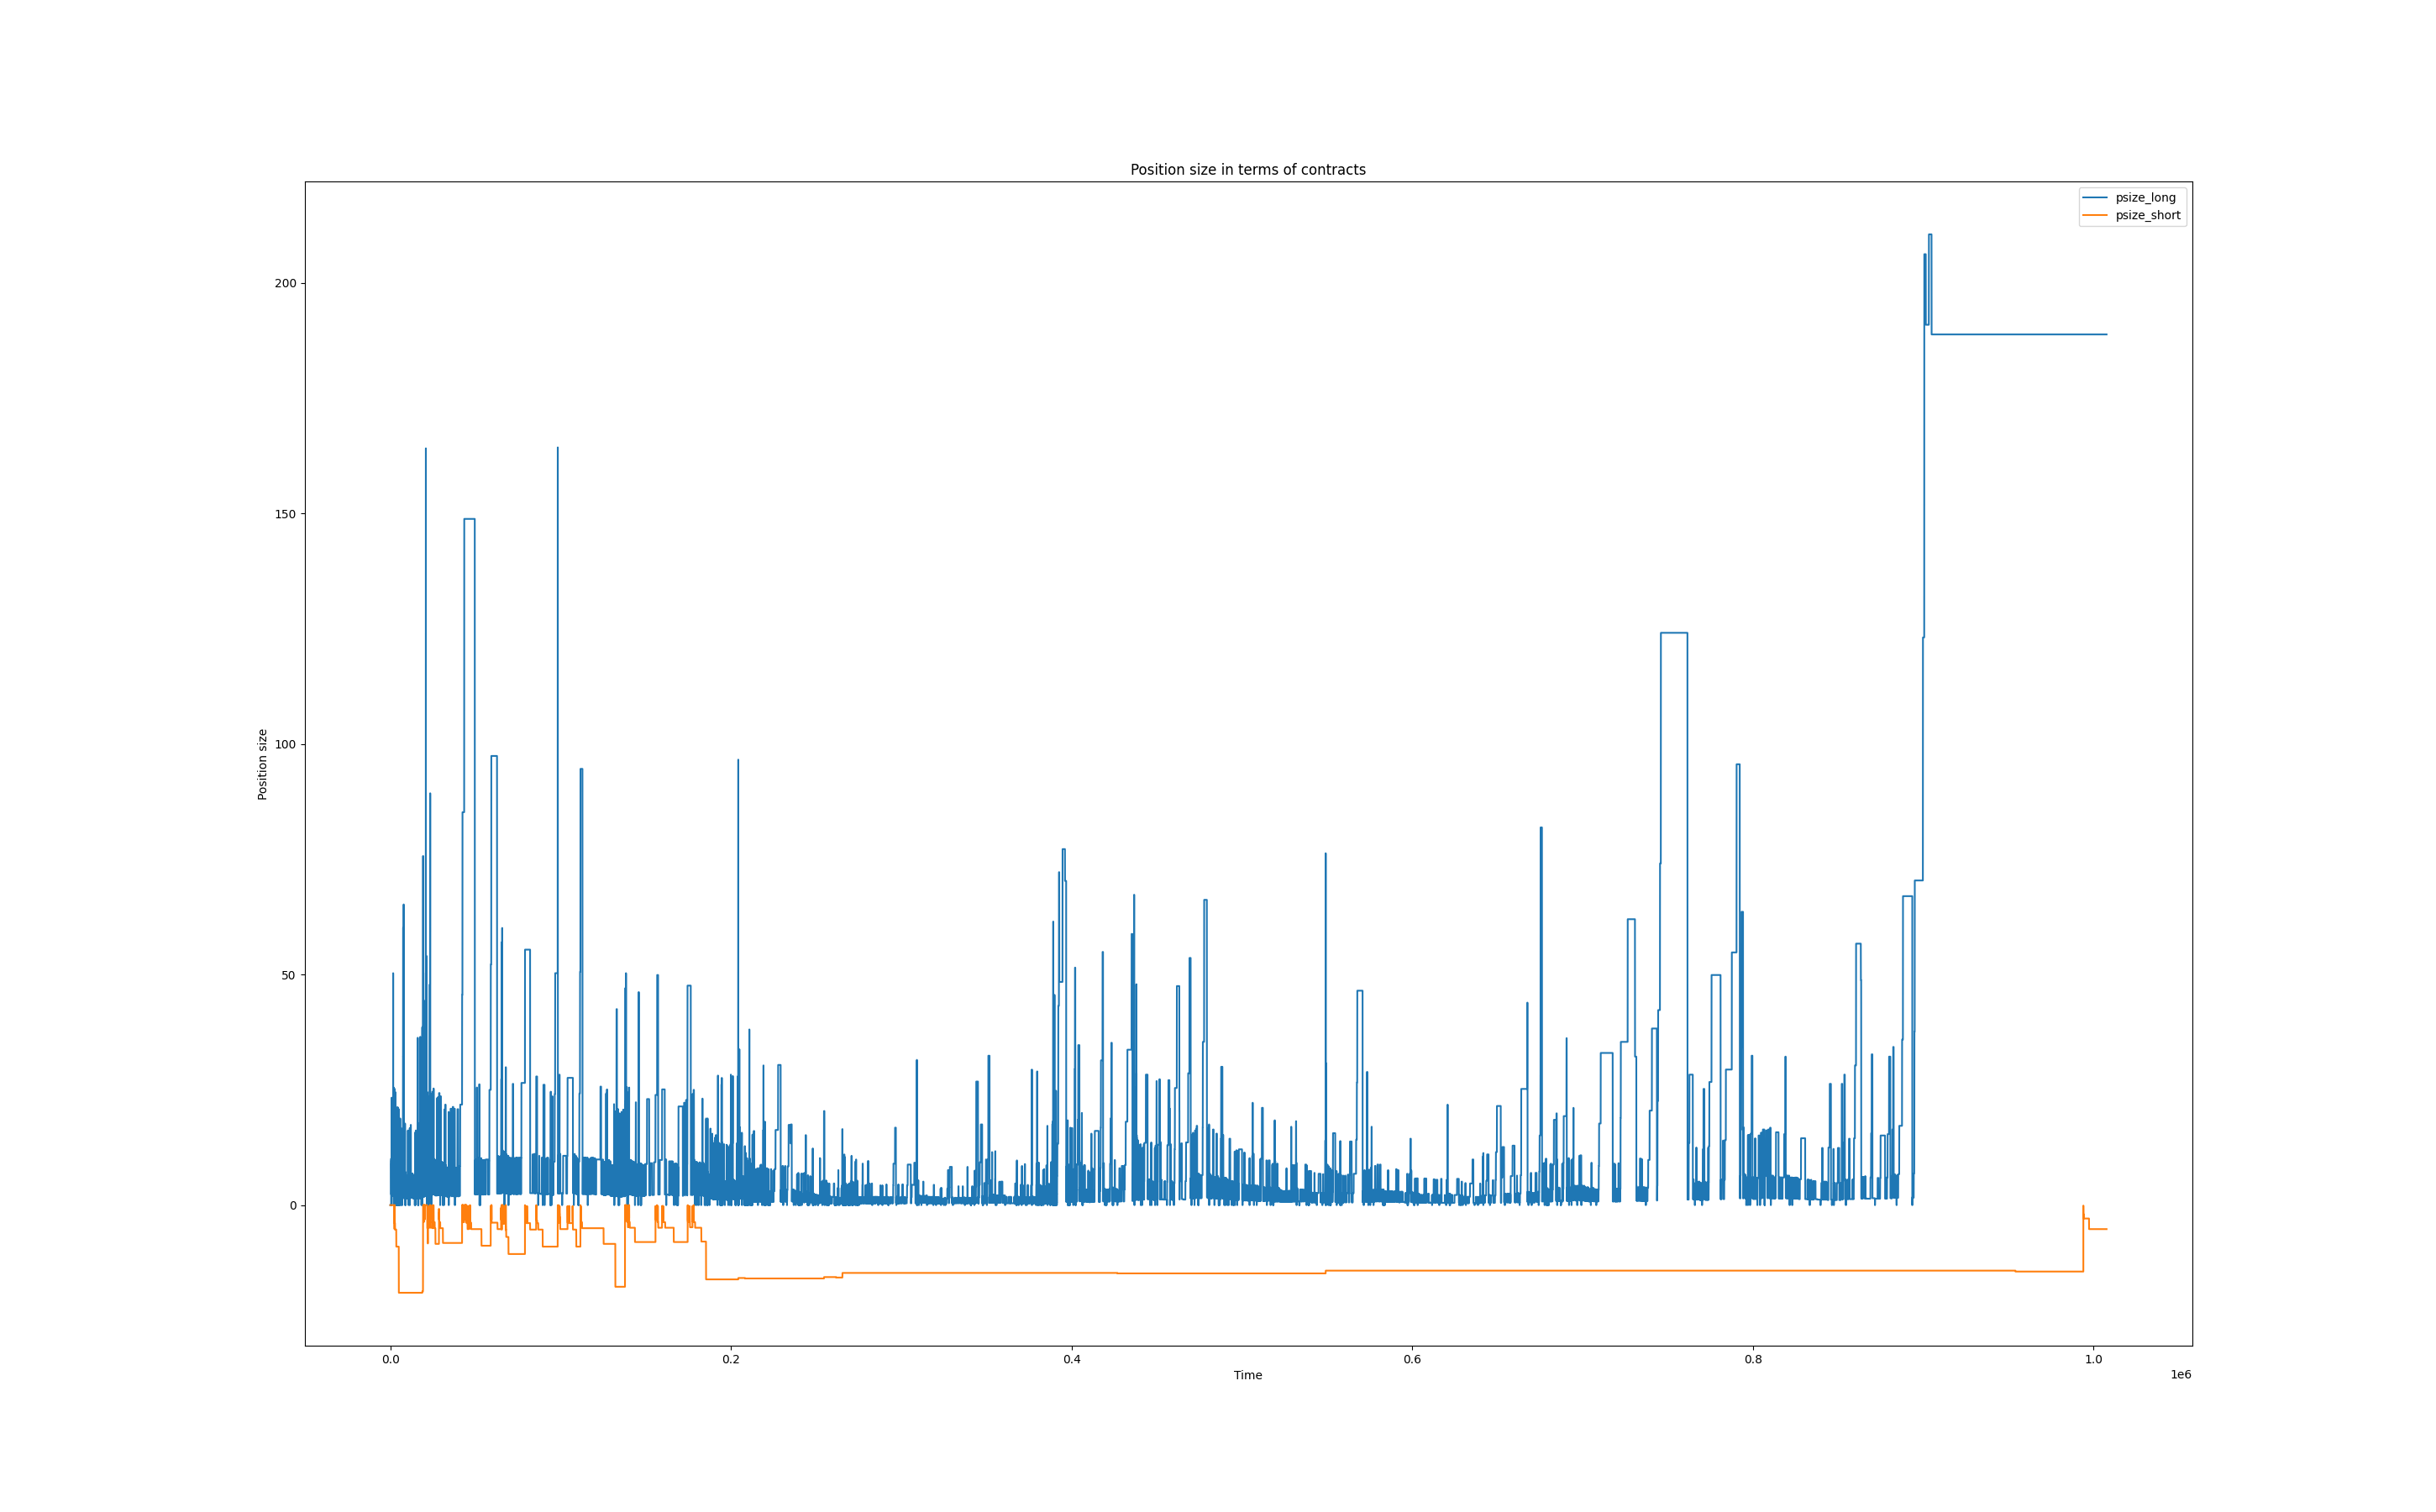 Position size in terms of contracts
psize_long
psize_short
200
150
100
50
0
Position size
0.0 0.2 0.4 0.6 0.8 1.0
Time
1e6